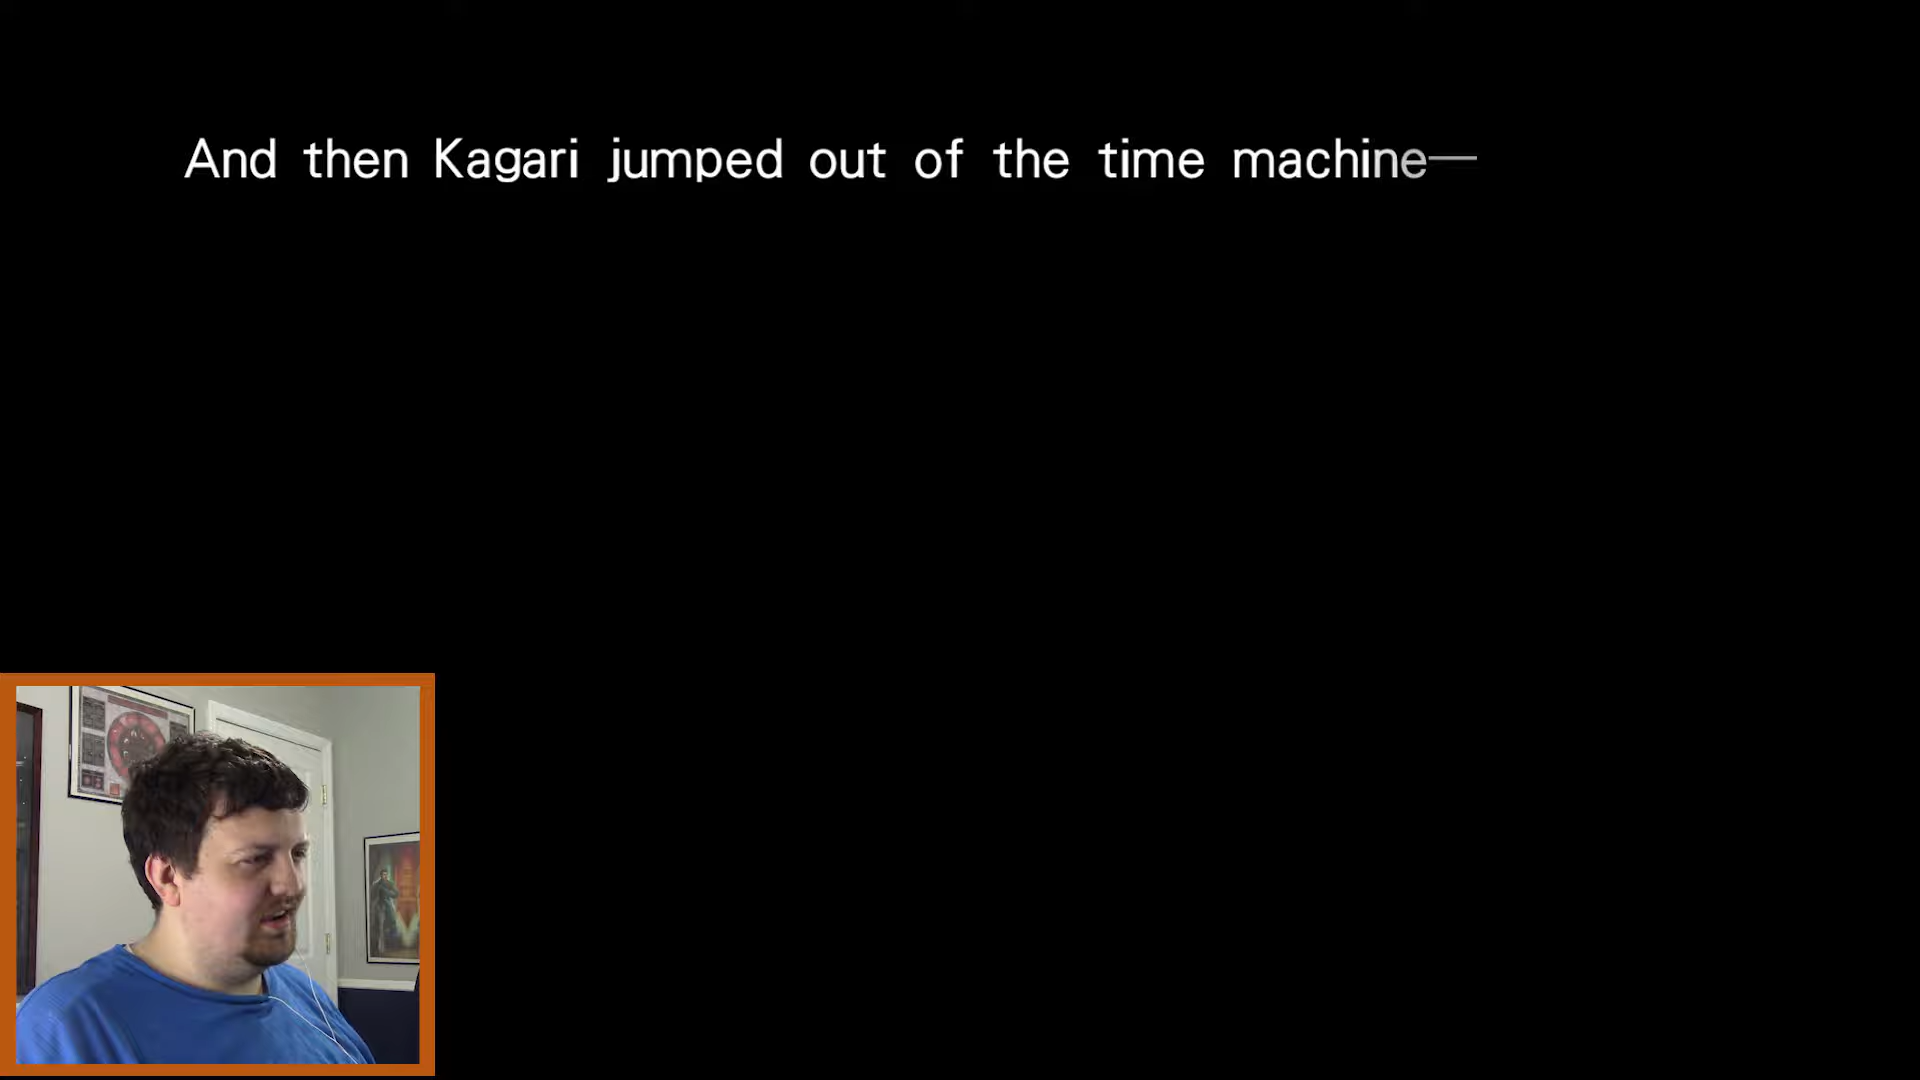 And then Kagari jumped out of the time machine—